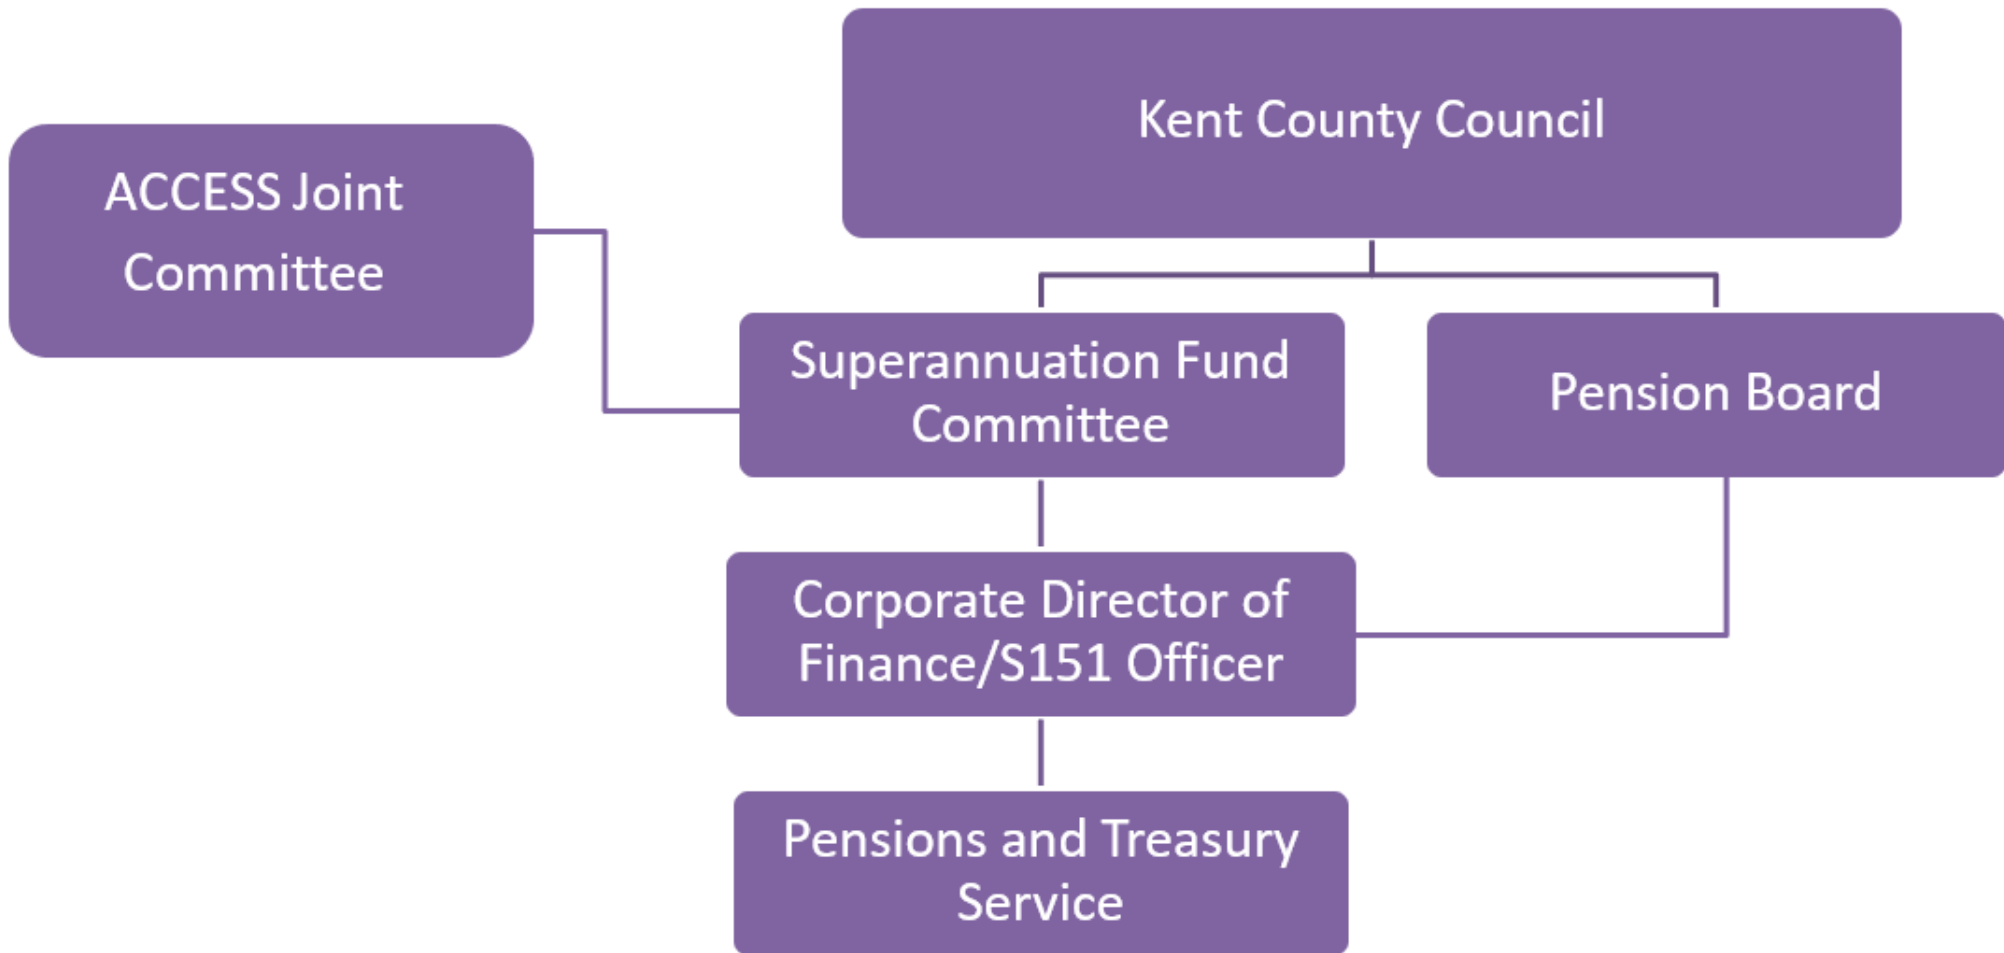 Kent County Council
ACCESS Joint
Committee
Superannuation Fund
Committee
Pension Board
Corporate Director of
Finance/S151 Officer
Pensions and Treasury
Service